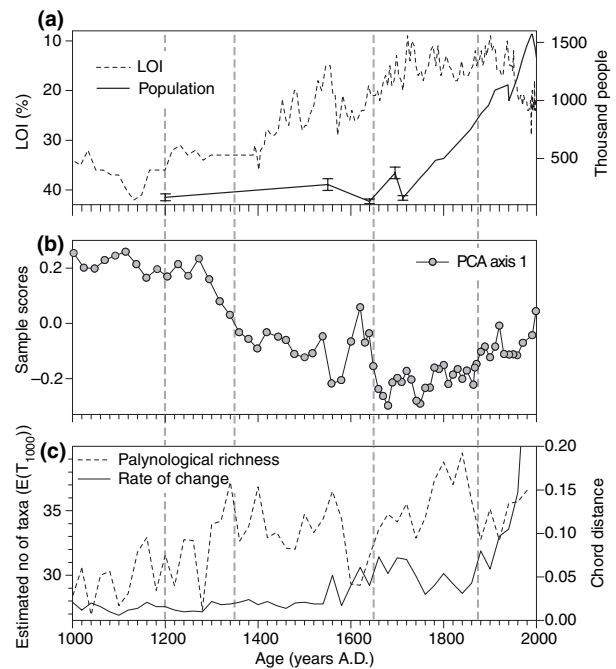 (a)
10
20
30
40
LOI (%)
LOI
Population
1500
1000
500
Thousand people
(b)
0.2
0.0
−0.2
Sample scores
PCA axis 1
(c)
Palynological richness
Rate of change
35
30
Estimated no of taxa (E(T1000))
0.20
0.15
0.10
0.05
0.00
Chord distance
1000 1200 1400 1600 1800 2000
Age (years A.D.)